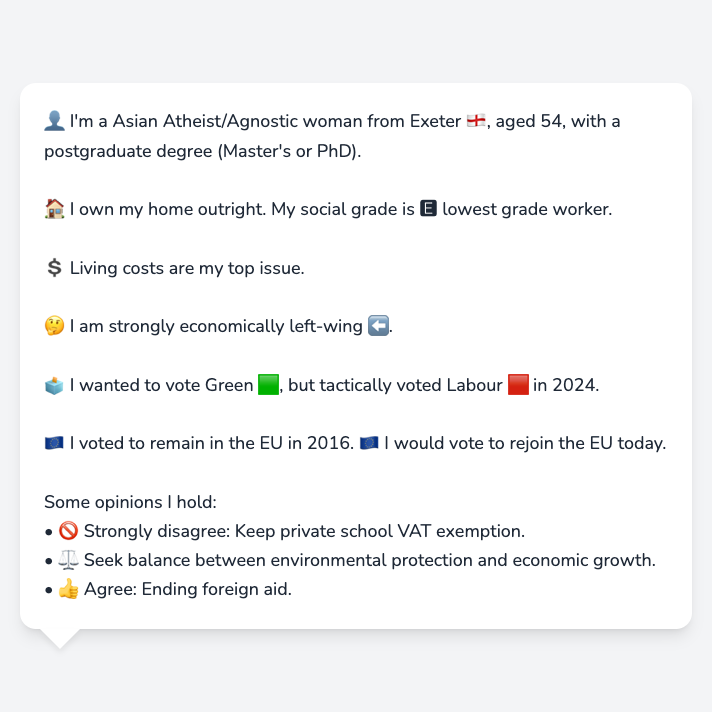 👤 I'm a Asian Atheist/Agnostic woman from Exeter 🏴󠁧󠁢󠁥󠁮󠁧󠁿, aged 54, with a
postgraduate degree (Master's or PhD).
🏠 I own my home outright. My social grade is 🅴 lowest grade worker.
💲 Living costs are my top issue.
🤔 I am strongly economically left-wing ⬅️.
🗳️ I wanted to vote Green 🟩, but tactically voted Labour 🟥 in 2024.
🇪🇺 I voted to remain in the EU in 2016. 🇪🇺 I would vote to rejoin the EU today.
Some opinions I hold:
• 🚫 Strongly disagree: Keep private school VAT exemption.
• ⚖️ Seek balance between environmental protection and economic growth.
• 👍 Agree: Ending foreign aid.